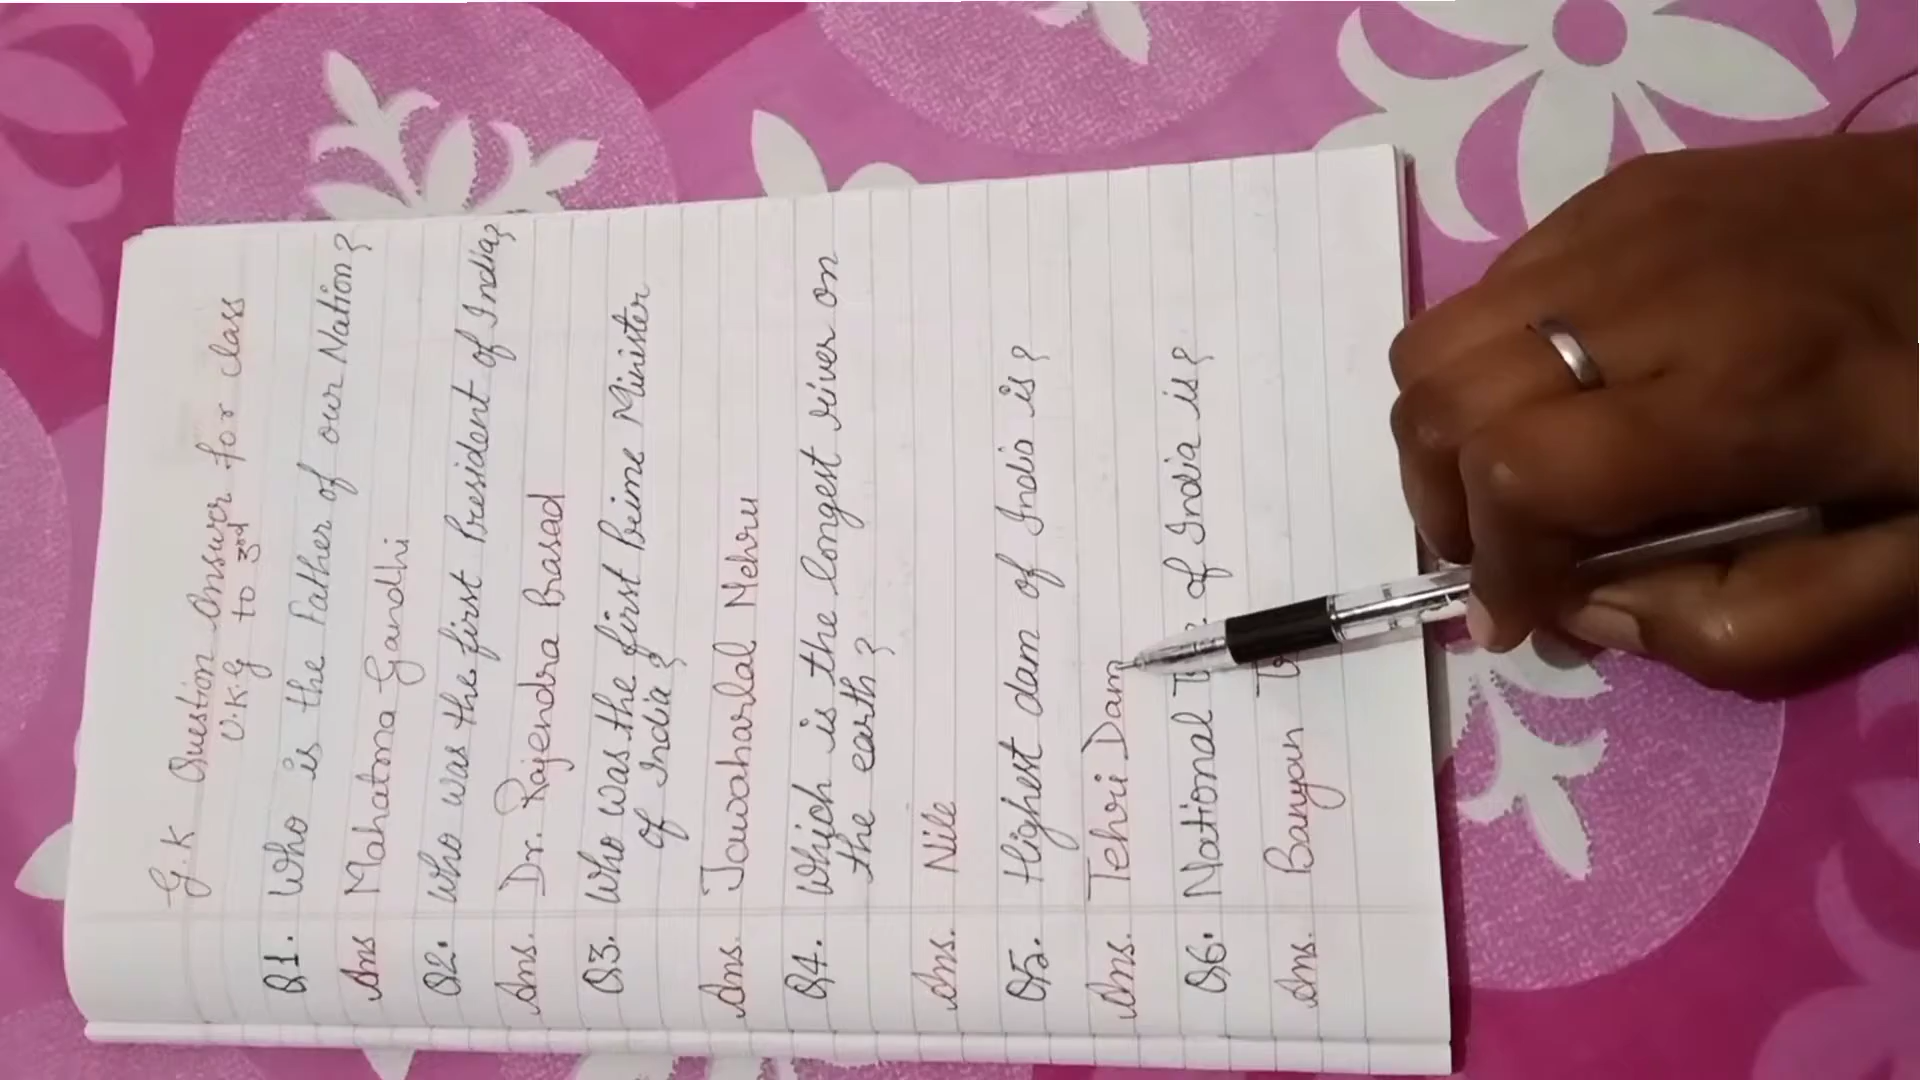 G.K Question Answer for class
U.K.G to 3rd
Q1. Who is the Father of our Nation?
Ans Mahatma Gandhi
Q2. Who was the first President of India?
Ans. Dr. Rajendra Prasad
Q3. Who was the first Prime Minister
of India?
Ans. Jawaharlal Nehru
Q4. Which is the longest river on
the earth?
Ans. Nile
Q5. Highest dam of India is?
Ans. Tehri Dam
Q6. National of India is?
Ans. Banyan